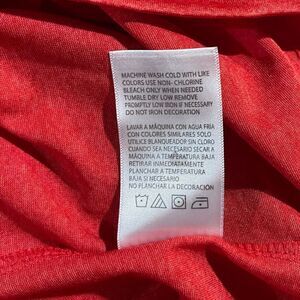 MACHINE WASH COLD WITH LIKE
COLORS USE NON- CHLORINE
BLEACH ONLY WHEN NEEDED
TUMBLE DRY LOW REMOVE
PROMPTLY LOW IRON IF NECESSARY
DO NOT IRON DECORATION
LAVAR A MÁQUINA CON AGUA FRIA
CON COLORES SIMILARES SOLO
UTILICE BLANQUEADOR SIN CLORO
CUANDO SEA NECESARIO SECAR A
MÁQUINA A TEMPERATURA BAJA
RETIRAR INMEDIATAMENTE
PLANCHAR A TEMPERATURA
BAJA SI ES NECESARIO
NO PLANCHAR LA DECORACIÓN